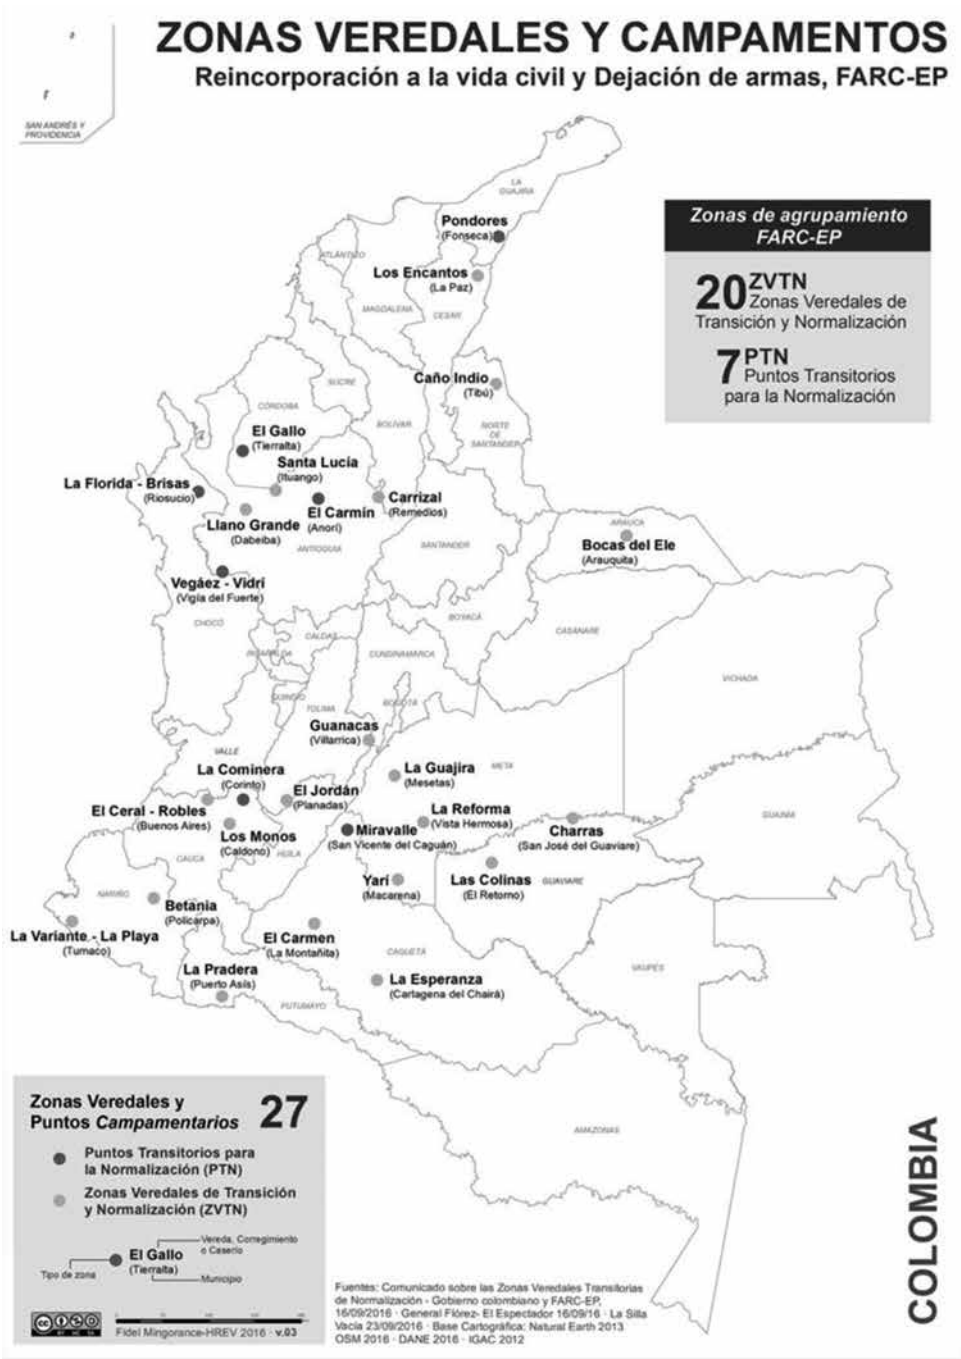 ZONAS VEREDALES Y CAMPAMENTOS
Reincorporación a la vida civil y Dejación de armas, FARC-EP
SAN ANDRÉS Y
PROVIDENCIA
LA
GUAJIRA
Pondores
(Fonseca)
Zonas de agrupamiento
FARC-EP
20 ZVTN
Zonas Veredales de
Transición y Normalización
7 PTN
Puntos Transitorios
para la Normalización
ATLÁNTICO
Los Encantos
(La Paz)
MAGDALENA
CESAR
SUCRE
Caño Indio
(Tibú)
CÓRDOBA
BOLÍVAR
NORTE
DE
SANTANDER
El Gallo
(Tierralta)
Santa Lucía
(Ituango)
La Florida - Brisas
(Riosucio)
El Carmín
(Anorí)
Carrizal
(Remedios)
Llano Grande
(Dabeiba)
ANTIOQUIA
SANTANDER
ARAUCA
Bocas del Ele
(Arauquita)
Vegáez - Vidrí
(Vigía del Fuerte)
CHOCÓ
BOYACÁ
CASANARE
CALDAS
RISARALDA
CUNDINAMARCA
VICHADA
QUINDÍO
TOLIMA
BOGOTÁ
Guanacas
(Villarrica)
VALLE
La Cominera
(Corinto)
La Guajira
(Mesetas)
META
El Jordán
(Planadas)
El Ceral - Robles
(Buenos Aires)
La Reforma
(Vista Hermosa)
GUAINÍA
Los Monos
(Caldono)
Miravalle
(San Vicente del Caguán)
Charras
(San José del Guaviare)
CAUCA
HUILA
Yarí
(Macarena)
Las Colinas
(El Retorno)
GUAVIARE
NARIÑO
Betania
(Policarpa)
La Variante - La Playa
(Tumaco)
El Carmen
(La Montañita)
CAQUETA
La Pradera
(Puerto Asís)
La Esperanza
(Cartagena del Chairá)
VAUPÉS
PUTUMAYO
AMAZONAS
Zonas Veredales y
Puntos Campamentarios 27
Puntos Transitorios para
la Normalización (PTN)
Zonas Veredales de Transición
y Normalización (ZVTN)
Vereda, Corregimiento
o Caserío
El Gallo
(Tierralta)
Tipo de zona
Municipio
Fidel Mingorance-HREV 2016 · v.03
Fuentes: Comunicado sobre las Zonas Veredales Transitorias
de Normalización - Gobierno colombiano y FARC-EP,
16/09/2016 · General Flórez- El Espectador 16/09/16 · La Silla
Vacía 23/09/2016 · Base Cartográfica: Natural Earth 2013
OSM 2016 · DANE 2016 · IGAC 2012
COLOMBIA